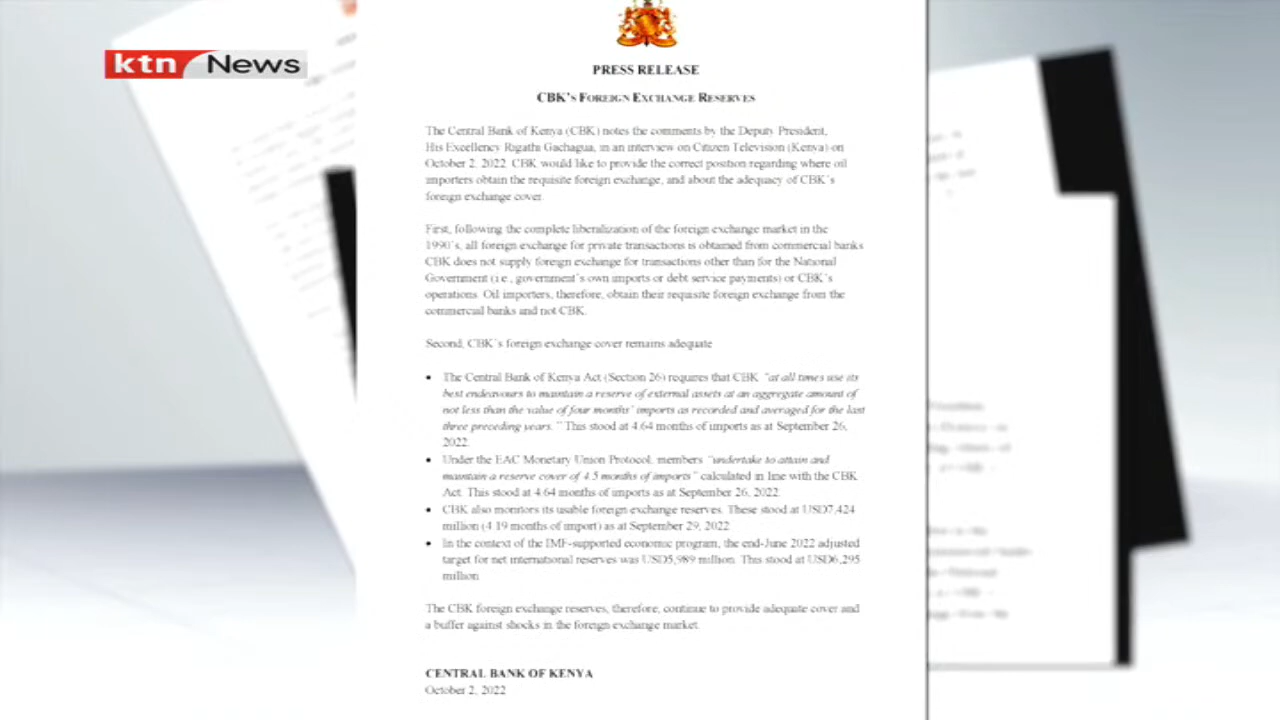 ktn News
PRESS RELEASE
CBK's FOREIGN EXCHANGE RESERVES
The Central Bank of Kenya (CBK) notes the comments by the Deputy President,
His Excellency Rigathi Gachagua, in an interview on Citizen Television (Kenya) on
October 2, 2022. CBK would like to provide the correct position regarding where oil
importers obtain the requisite foreign exchange, and about the adequacy of CBK's
foreign exchange cover.
First, following the complete liberalization of the foreign exchange market in the
1990's, all foreign exchange for private transactions is obtained from commercial banks
CBK does not supply foreign exchange for transactions other than for the National
Government (i.e., government's own imports or debt service payments) or CBK's
operations. Oil importers, therefore, obtain their requisite foreign exchange from the
commercial banks and not CBK.
Second, CBK's foreign exchange cover remains adequate
• The Central Bank of Kenya Act (Section 26) requires that CBK "at all times use its
best endeavours to maintain a reserve of external assets at an aggregate amount of
not less than the value of four months' imports as recorded and averaged for the last
three preceding years." This stood at 4.64 months of imports as at September 26,
2022.
• Under the EAC Monetary Union Protocol, members "undertake to attain and
maintain a reserve cover of 4.5 months of imports" calculated in line with the CBK
Act. This stood at 4.64 months of imports as at September 26, 2022.
• CBK also monitors its usable foreign exchange reserves. These stood at USD7,424
million (4.19 months of import) as at September 29, 2022.
• In the context of the IMF-supported economic program, the end-June 2022 adjusted
target for net international reserves was USD5,989 million. This stood at USD6,295
million.
The CBK foreign exchange reserves, therefore, continue to provide adequate cover and
a buffer against shocks in the foreign exchange market.
CENTRAL BANK OF KENYA
October 2, 2022